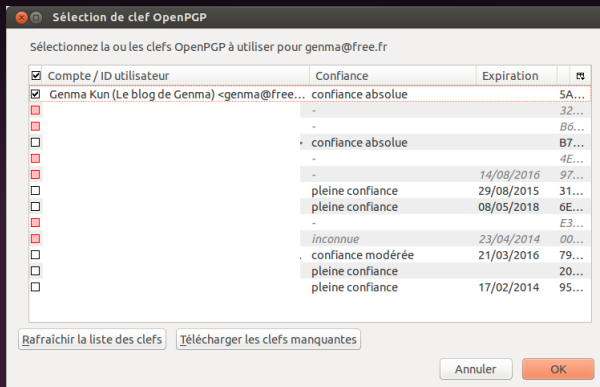 Sélection de clef OpenPGP
Sélectionnez la ou les clefs OpenPGP à utiliser pour genma@free.fr
Compte / ID utilisateur Confiance Expiration
Genma Kun (Le blog de Genma) <genma@free... confiance absolue 5A...
- 32...
- B6...
confiance absolue B7...
- 4E...
- 14/08/2016 97...
pleine confiance 29/08/2015 31...
pleine confiance 08/05/2018 6E...
- E3...
inconnue 23/04/2014 00...
confiance modérée 21/03/2016 79...
pleine confiance 20...
pleine confiance 17/02/2014 95...
Rafraîchir la liste des clefs Télécharger les clefs manquantes
Annuler OK